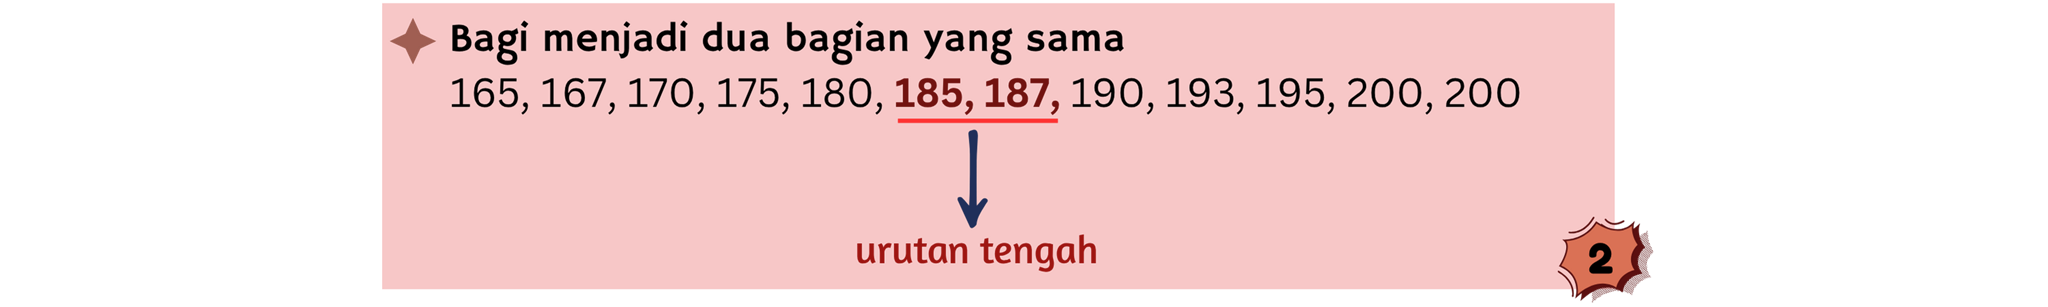 Bagi menjadi dua bagian yang sama
165, 167, 170, 175, 180, 185, 187, 190, 193, 195, 200, 200
urutan tengah
2